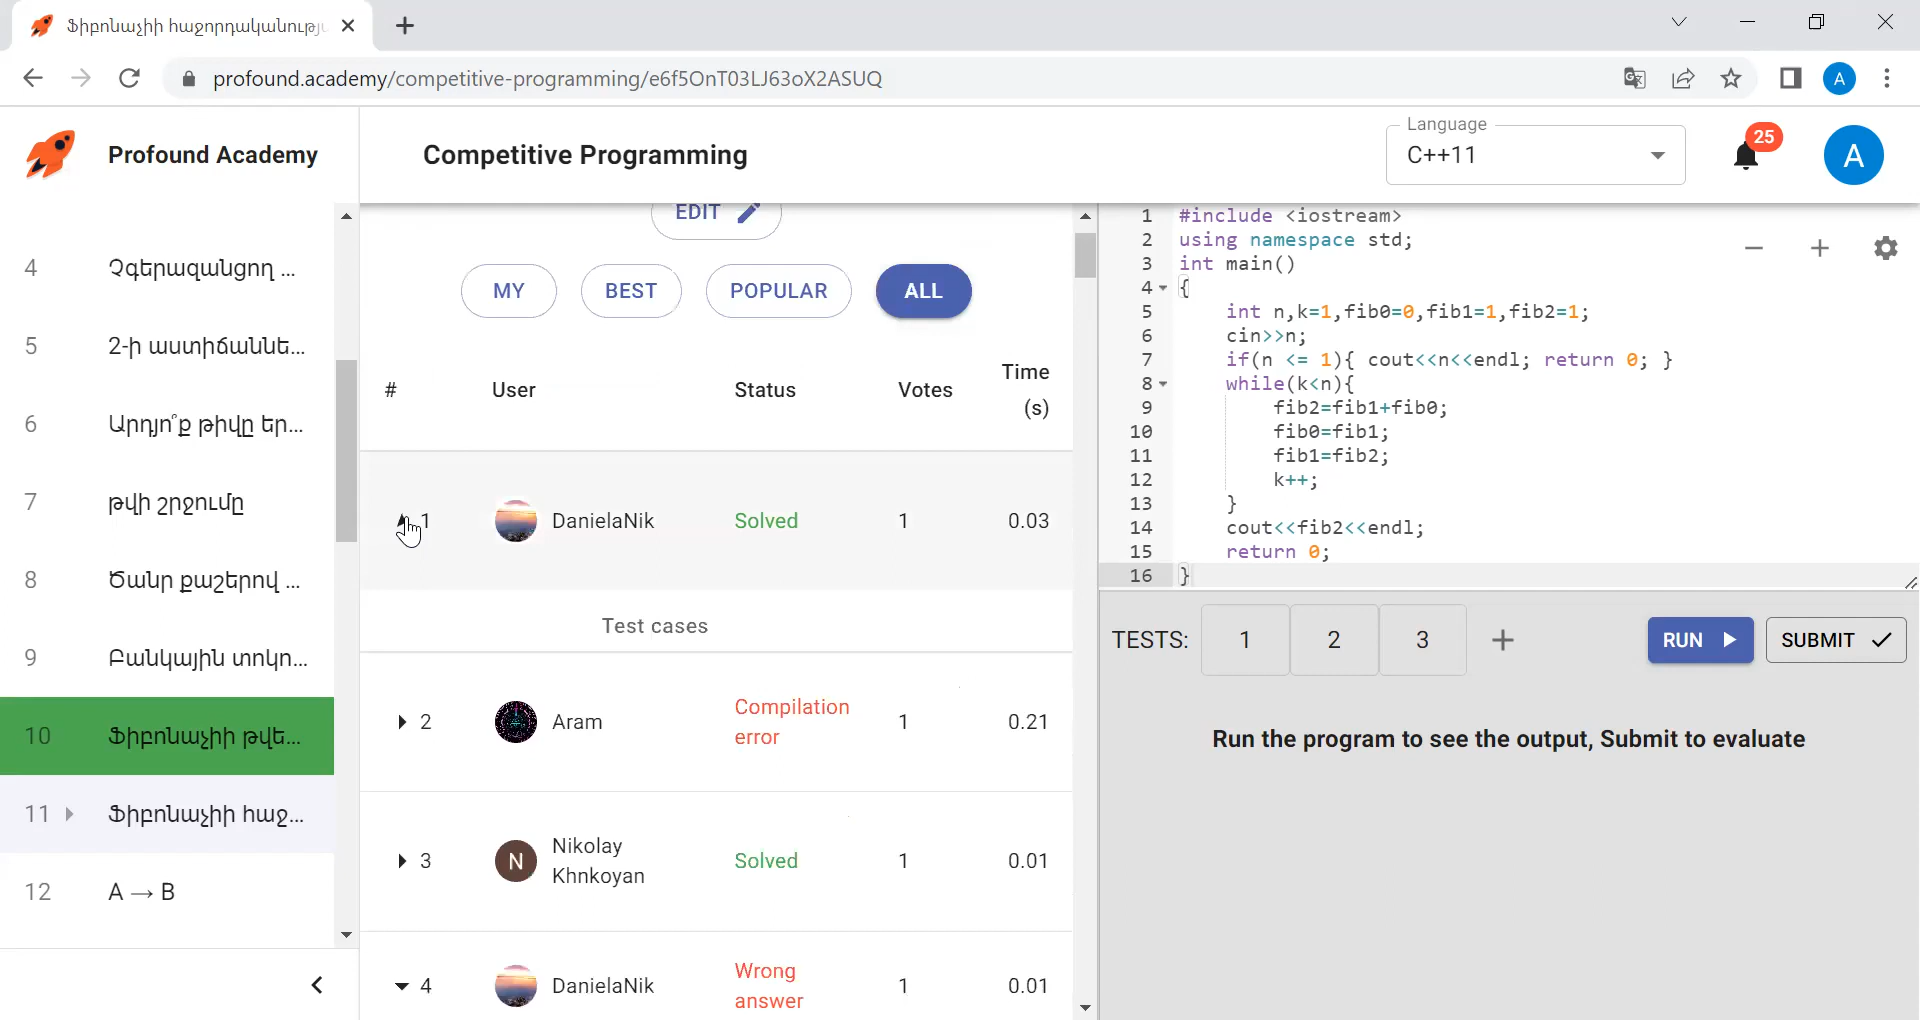 Ֆիբոնաչիի հաջորդականությա
profound.academy/competitive-programming/e6f5OnT03LJ63oX2ASUQ
A
Profound Academy
Competitive Programming
Language
C++11
25
A
4 Չգերազանցող ...
5 2-ի աստիճաննե...
6 Արդյո՞ք թիվը եր...
7 թվի շրջումը
8 Ծանր քաշերով ...
9 Բանկային տոկո...
10 Ֆիբոնաչիի թվե...
11 Ֆիբոնաչիի հաջ...
12 A → B
EDIT
MY BEST POPULAR ALL
# User Status Votes Time (s)
1 DanielaNik Solved 1 0.03
Test cases
2 Aram Compilation error 1 0.21
3 Nikolay Khnkoyan Solved 1 0.01
N
4 DanielaNik Wrong answer 1 0.01
1 #include <iostream>
2 using namespace std;
3 int main()
4 {
5 int n,k=1,fib0=0,fib1=1,fib2=1;
6 cin>>n;
7 if(n <= 1){ cout<<n<<endl; return 0; }
8 while(k<n){
9 fib2=fib1+fib0;
10 fib0=fib1;
11 fib1=fib2;
12 k++;
13 }
14 cout<<fib2<<endl;
15 return 0;
16 }
TESTS: 1 2 3 + RUN SUBMIT
Run the program to see the output, Submit to evaluate